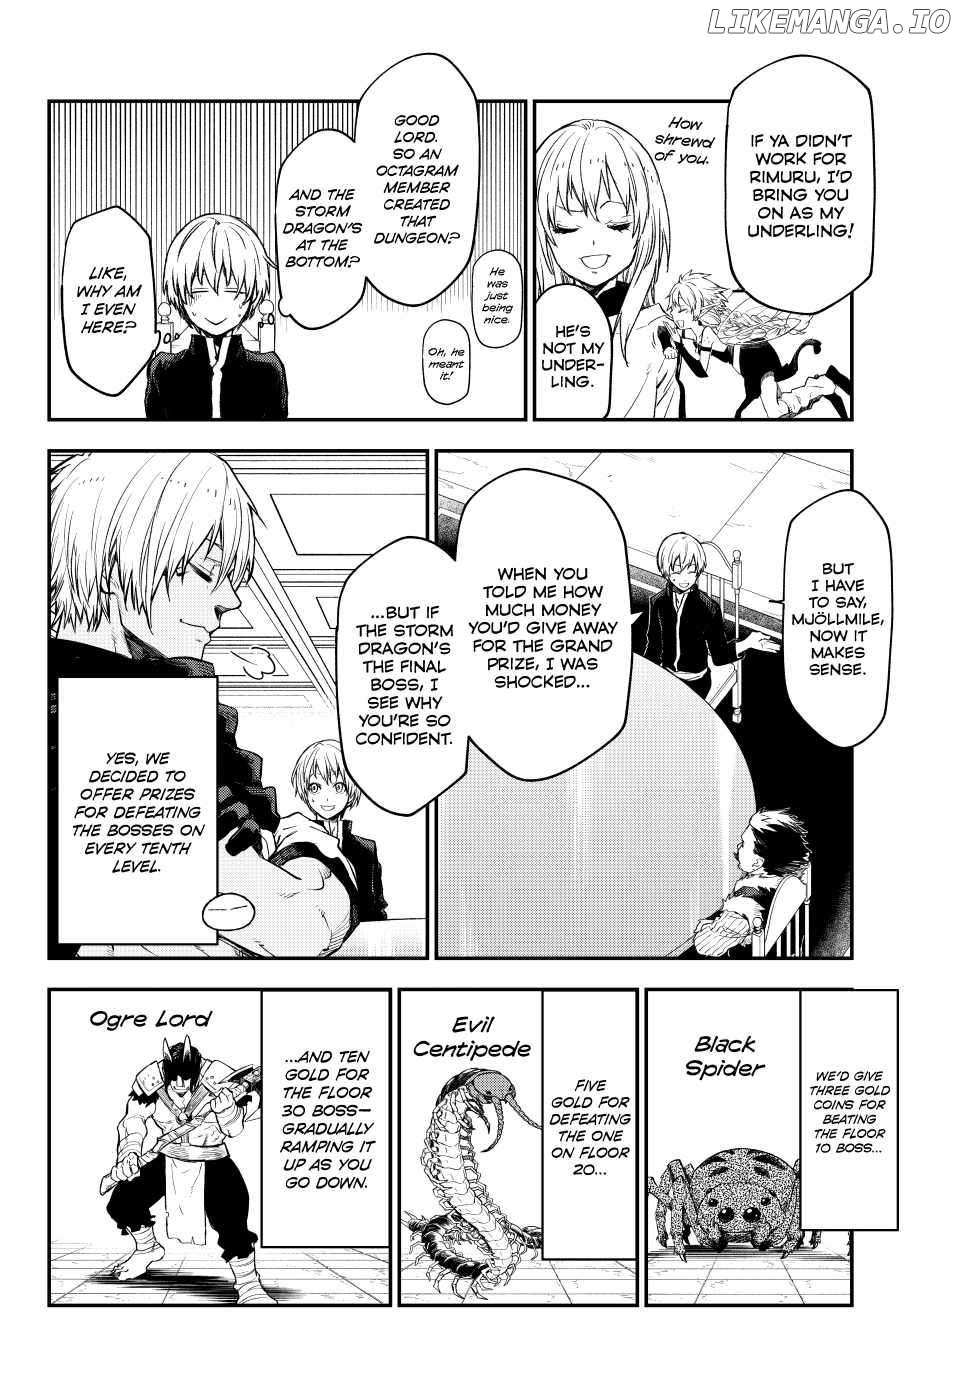 LIKEMANGA.IO
IF YA DIDN'T
WORK FOR
RIMURU, I'D
BRING YOU
ON AS MY
UNDERLING!
How
shrewd
of you.
HE'S
NOT MY
UNDER-
LING.
GOOD
LORD.
SO AN
OCTAGRAM
MEMBER
CREATED
THAT
DUNGEON?
AND THE
STORM
DRAGON'S
AT THE
BOTTOM?
He
was
just
being
nice.
Oh, he
meant
it!
LIKE,
WHY AM
I EVEN
HERE?
BUT
I HAVE
TO SAY,
MJÖLLMILE,
NOW IT
MAKES
SENSE.
WHEN YOU
TOLD ME HOW
MUCH MONEY
YOU'D GIVE AWAY
FOR THE GRAND
PRIZE, I WAS
SHOCKED...
...BUT IF
THE STORM
DRAGON'S
THE FINAL
BOSS, I
SEE WHY
YOU'RE SO
CONFIDENT.
YES, WE
DECIDED TO
OFFER PRIZES
FOR DEFEATING
THE BOSSES ON
EVERY TENTH
LEVEL.
WE'D GIVE
THREE GOLD
COINS FOR
BEATING
THE FLOOR
10 BOSS...
Black
Spider
FIVE
GOLD FOR
DEFEATING
THE ONE
ON FLOOR
20...
Evil
Centipede
...AND TEN
GOLD FOR
THE FLOOR
30 BOSS—
GRADUALLY
RAMPING IT
UP AS YOU
GO DOWN.
Ogre Lord